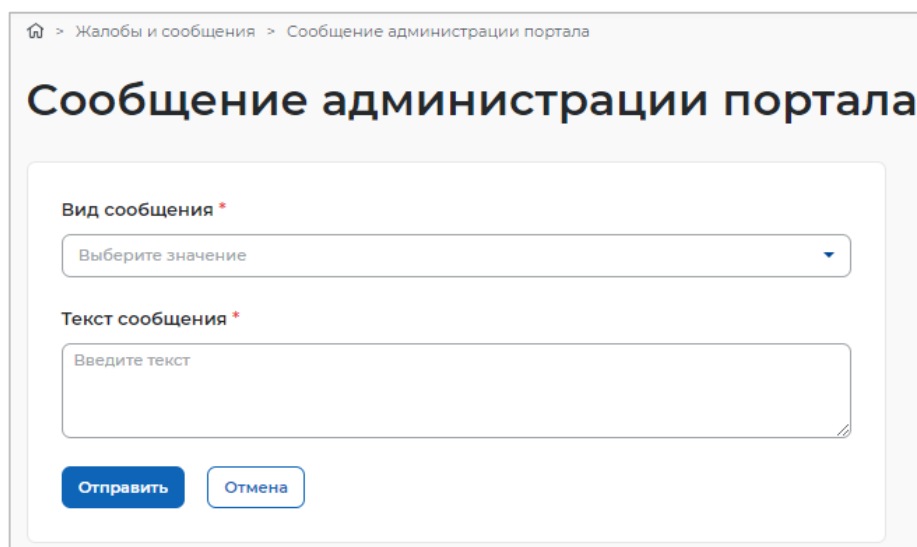 > Жалобы и сообщения > Сообщение администрации портала
Сообщение администрации портала
Вид сообщения *
Выберите значение
Текст сообщения *
Введите текст
Отправить Отмена